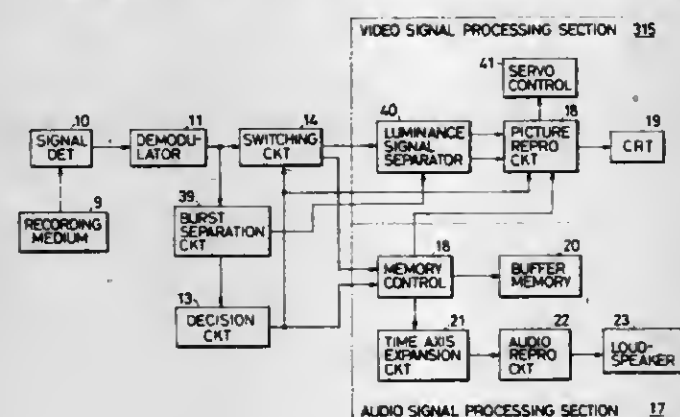 VIDEO SIGNAL PROCESSING SECTION 315
41
SERVO
CONTROL
10
SIGNAL
DET
11
DEMODU-
LATOR
14
SWITCHING
CKT
40
LUMINANCE
SIGNAL
SEPARATOR
18
PICTURE
REPRO
CKT
19
CRT
9
RECORDING
MEDIUM
39
BURST
SEPARATION
CKT
13
DECISION
CKT
18
MEMORY
CONTROL
20
BUFFER
MEMORY
21
TIME AXIS
EXPANSION
CKT
22
AUDIO
REPRO
CKT
23
LOUD-
SPEAKER
AUDIO SIGNAL PROCESSING SECTION 17